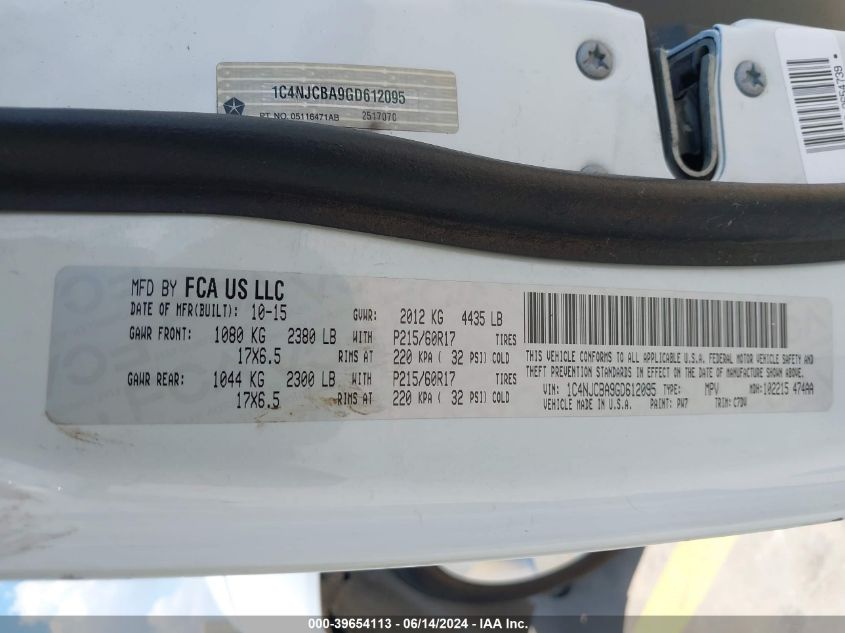 1C4NJCBA9GD612095
PT. NO. 05116471AB 2517070
MFD BY FCA US LLC
DATE OF MFR(BUILT): 10-15 GVWR: 2012 KG 4435 LB
GAWR FRONT: 1080 KG 2380 LB WITH P215/60R17 TIRES
17X6.5 RIMS AT 220 KPA ( 32 PSI) COLD
GAWR REAR: 1044 KG 2300 LB WITH P215/60R17 TIRES
17X6.5 RIMS AT 220 KPA ( 32 PSI) COLD
THIS VEHICLE CONFORMS TO ALL APPLICABLE U.S.A. FEDERAL MOTOR VEHICLE SAFETY AND
THEFT PREVENTION STANDARDS IN EFFECT ON THE DATE OF MANUFACTURE SHOWN ABOVE.
VIN: 1C4NJCBA9GD612095 TYPE: MPV MDH: 102215 474AA
VEHICLE MADE IN U.S.A. PAINT: PW7 TRIM:
000-39654113 - 06/14/2024 - IAA Inc.